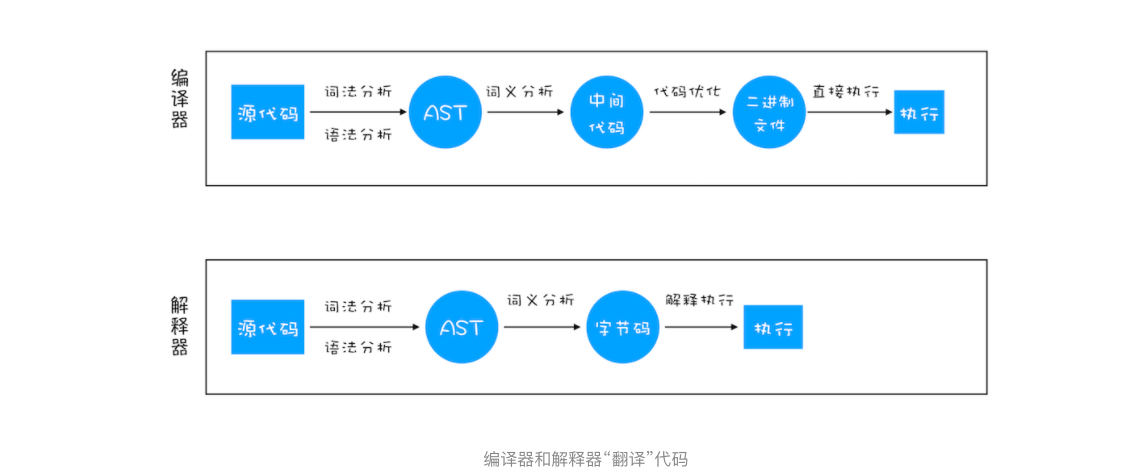 编译器
源代码
词法分析
语法分析
AST
词义分析
中间
代码
代码优化
二进制
文件
直接执行
执行
解释器
源代码
词法分析
语法分析
AST
词义分析
字节码
解释执行
执行
编译器和解释器“翻译”代码